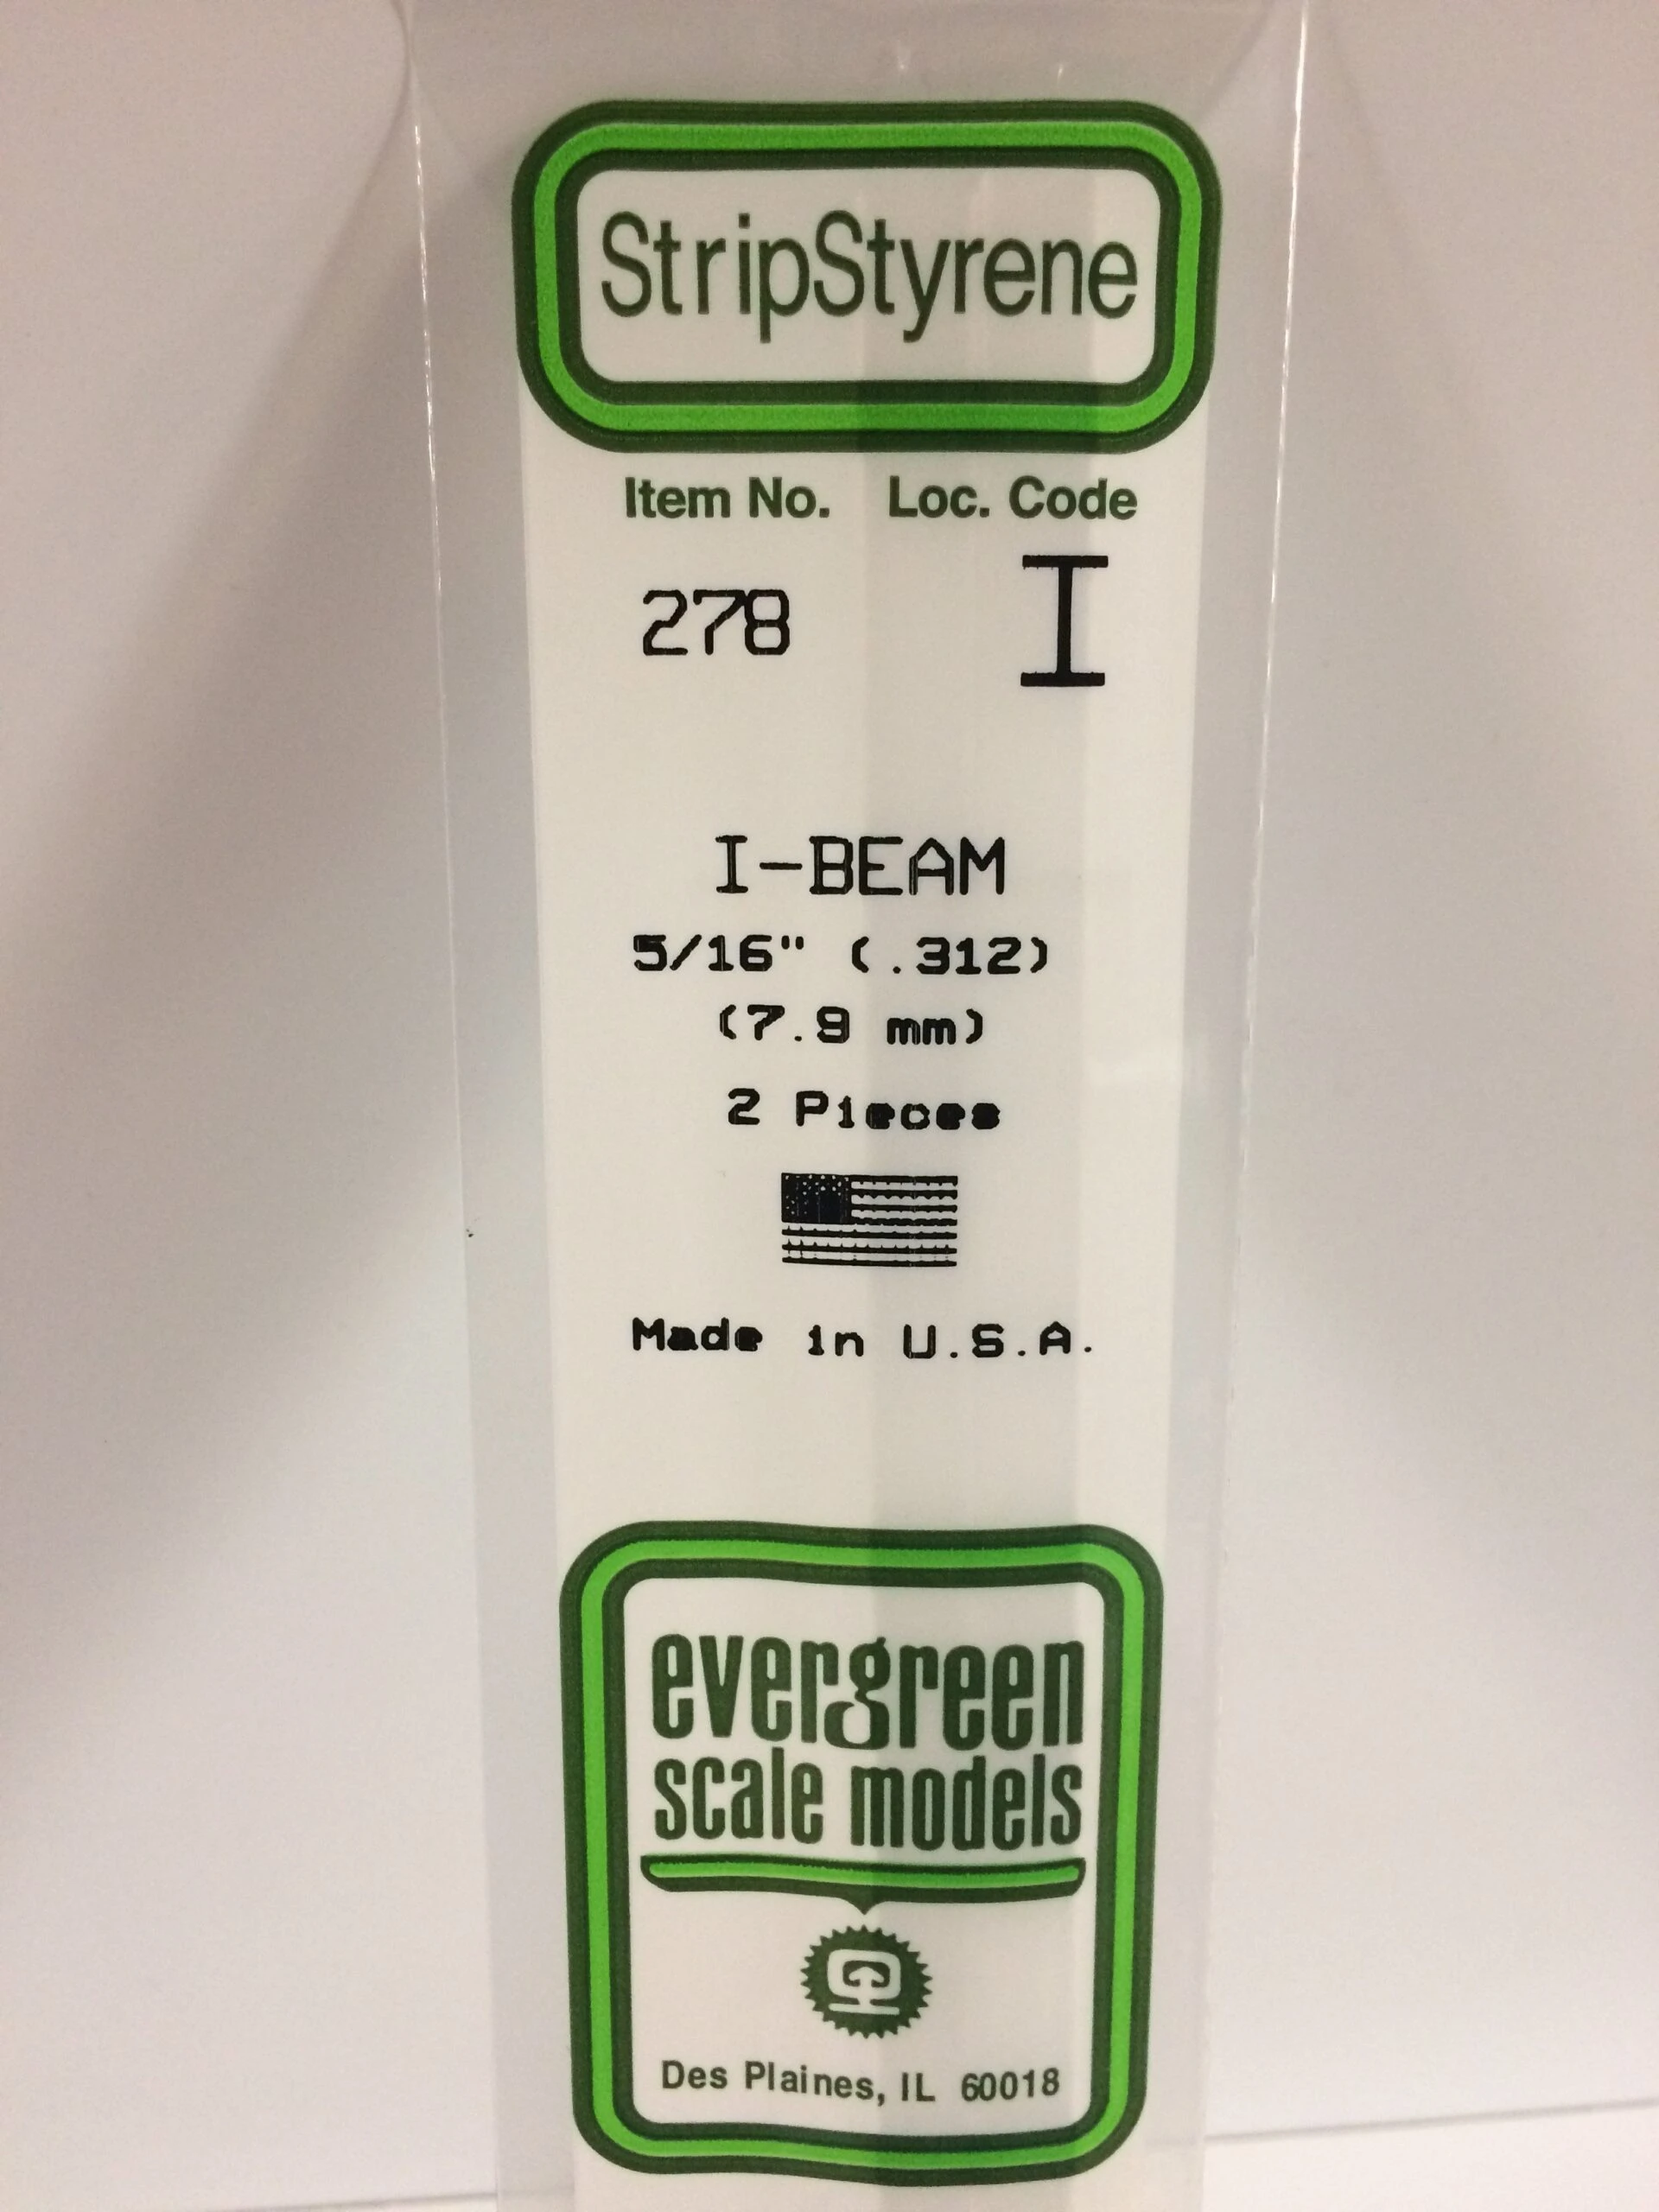 StripStyrene
Item No. Loc. Code
278 I
I-BEAM
5/16" (.312)
(7.9 mm)
2 Pieces
Made in U.S.A.
evergreen
scale models
Des Plaines, IL 60018